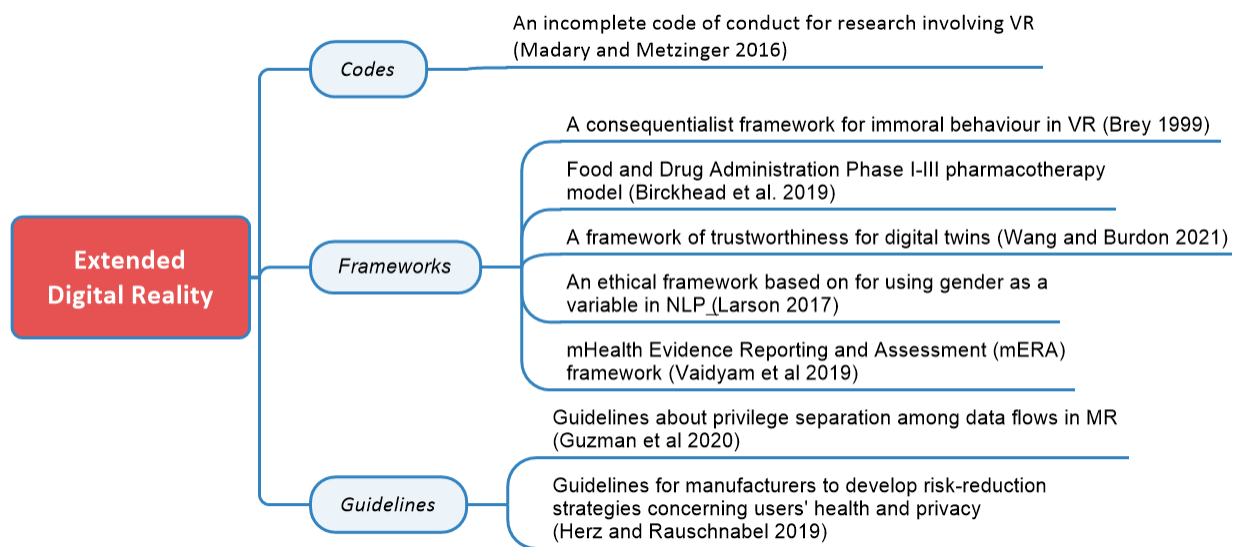 Extended
Digital Reality
Codes
An incomplete code of conduct for research involving VR
(Madary and Metzinger 2016)
Frameworks
A consequentialist framework for immoral behaviour in VR (Brey 1999)
Food and Drug Administration Phase I-III pharmacotherapy
model (Birckhead et al. 2019)
A framework of trustworthiness for digital twins (Wang and Burdon 2021)
An ethical framework based on for using gender as a
variable in NLP_(Larson 2017)
mHealth Evidence Reporting and Assessment (mERA)
framework (Vaidyam et al 2019)
Guidelines
Guidelines about privilege separation among data flows in MR
(Guzman et al 2020)
Guidelines for manufacturers to develop risk-reduction
strategies concerning users' health and privacy
(Herz and Rauschnabel 2019)